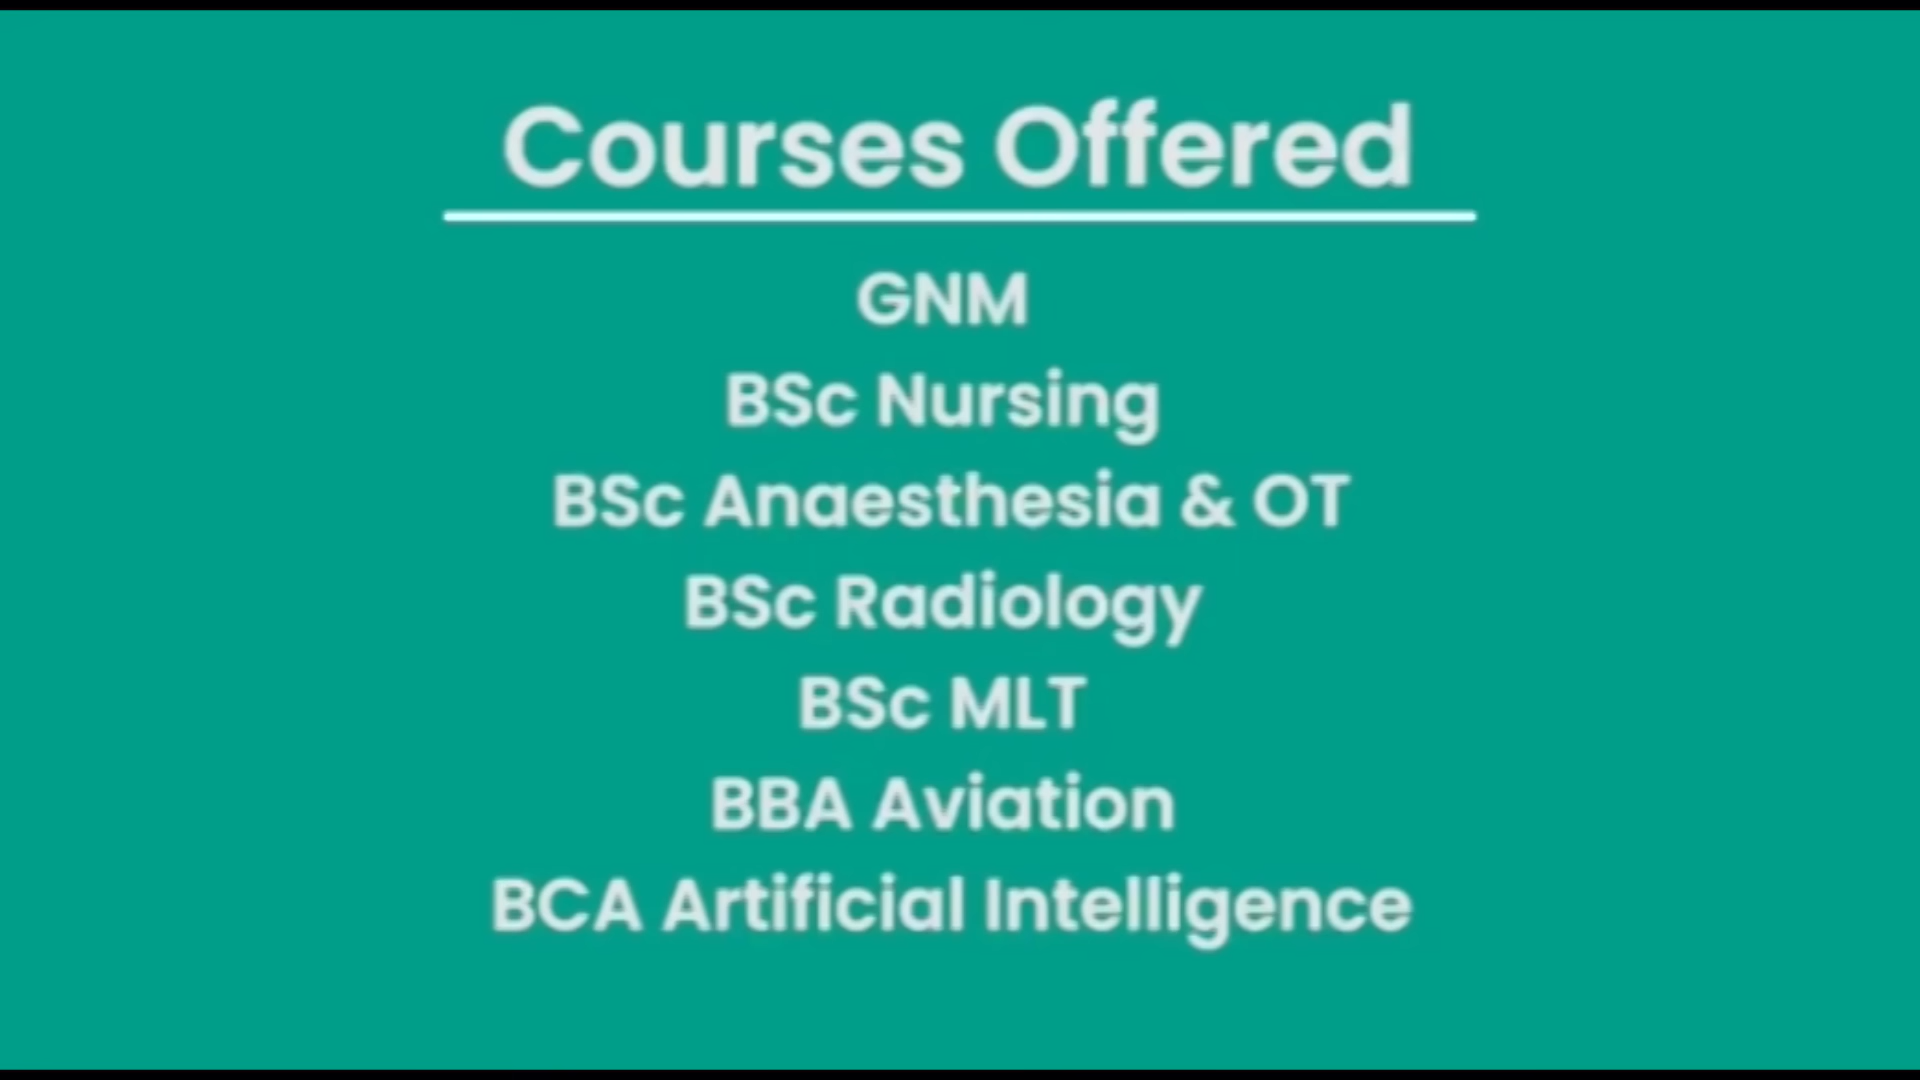 Courses Offered
GNM
BSc Nursing
BSc Anaesthesia & OT
BSc Radiology
BSc MLT
BBA Aviation
BCA Artificial Intelligence